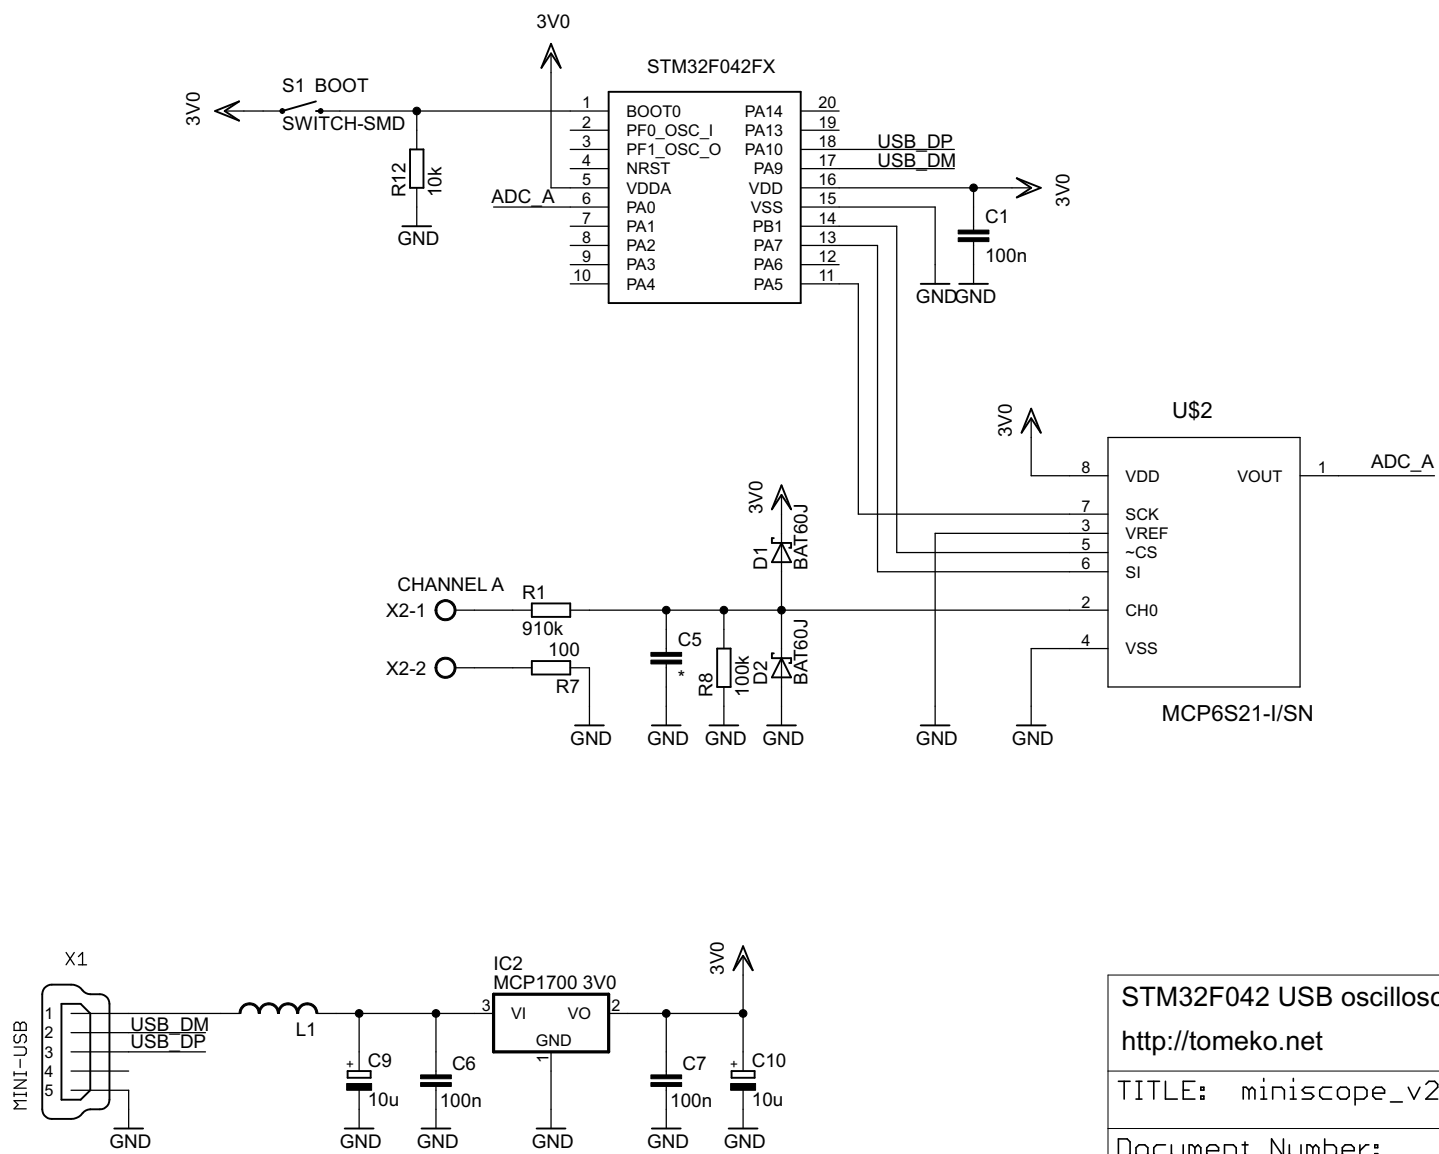 3V0
STM32F042FX
3V0
S1 BOOT
SWITCH-SMD
R12
10k
GND
ADC_A
1 BOOT0 PA14 20
2 PF0_OSC_I PA13 19
3 PF1_OSC_O PA10 18 USB_DP
4 NRST PA9 17 USB_DM
5 VDDA VDD 16
6 PA0 VSS 15
7 PA1 PB1 14
8 PA2 PA7 13
9 PA3 PA6 12
10 PA4 PA5 11
3V0
C1
100n
GND GND
3V0
U$2
8 VDD VOUT 1 ADC_A
7 SCK
3 VREF
5 ~CS
6 SI
2 CH0
4 VSS
MCP6S21-I/SN
3V0
D1
BAT60J
CHANNEL A
X2-1
R1
910k
X2-2
100
R7
C5
*
R8
100k
D2
BAT60J
GND GND GND GND GND GND
X1
MINI-USB
1
2 USB_DM
3 USB_DP
4
5
GND
L1
IC2
MCP1700 3V0
3 VI VO 2
GND
1
3V0
+ C9
10u
C6
100n
C7
100n
+ C10
10u
GND GND GND GND GND
STM32F042 USB oscillosc
http://tomeko.net
TITLE: miniscope_v2
Document Number: